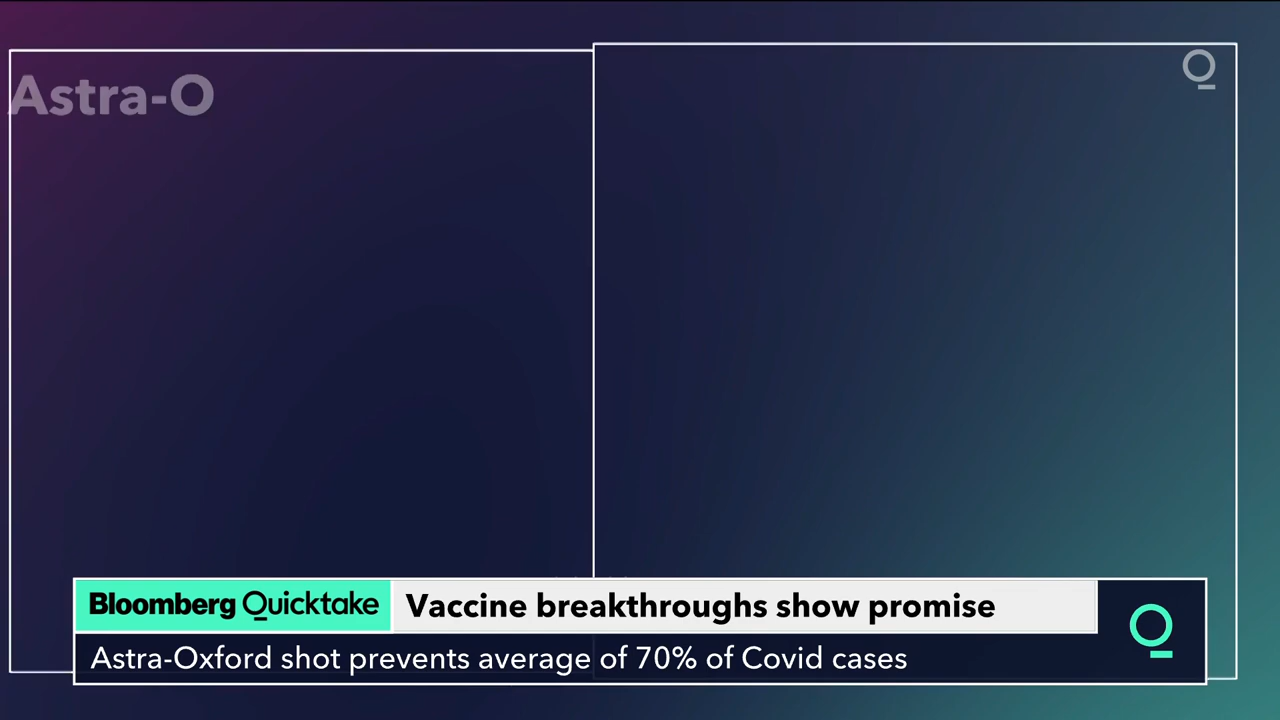 Astra-O
Bloomberg Quicktake
Vaccine breakthroughs show promise
Astra-Oxford shot prevents average of 70% of Covid cases